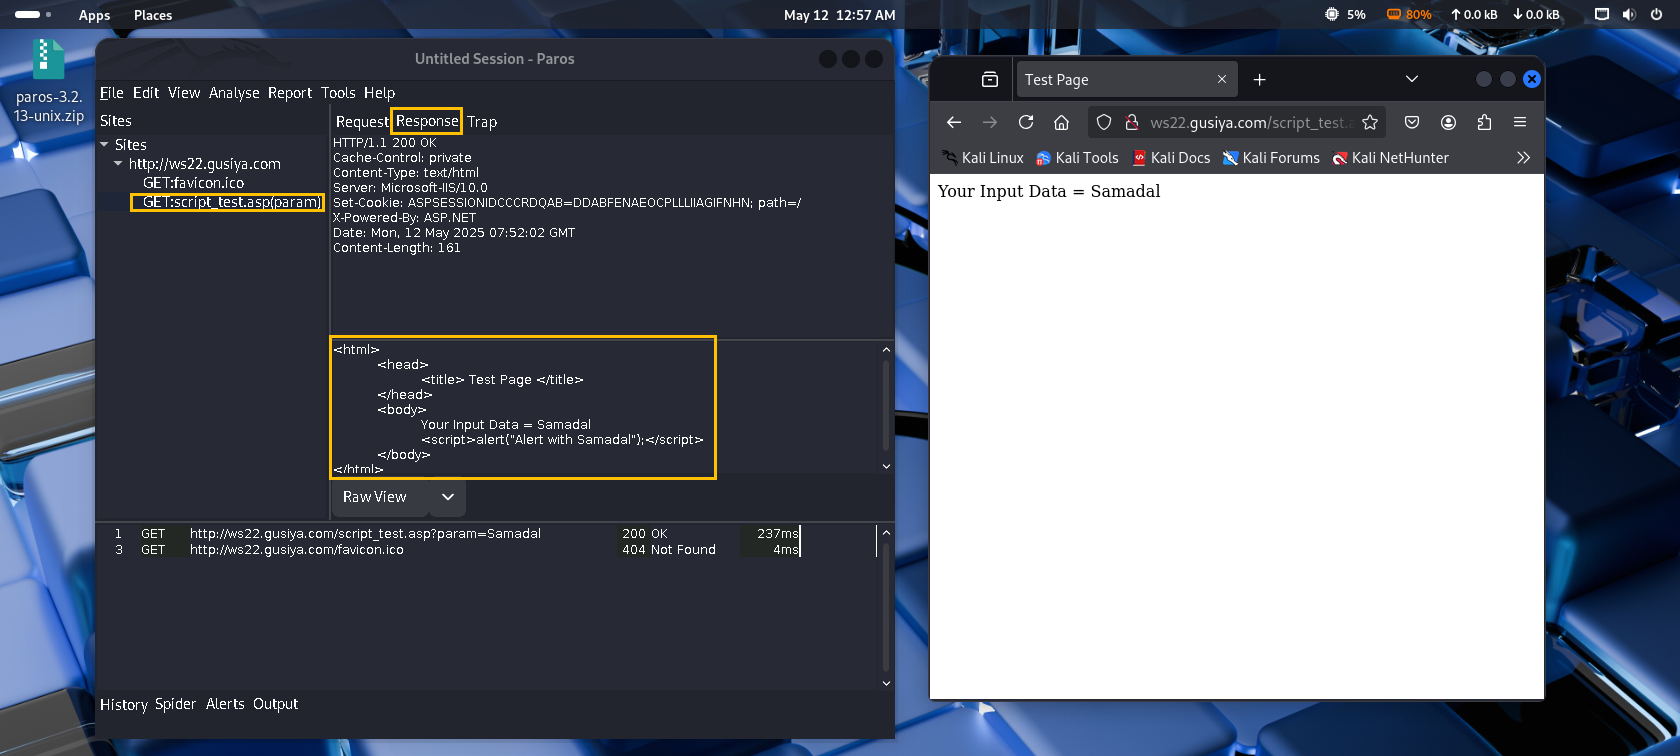 Apps Places May 12 12:57 AM 5% 80% 0.0 kB 0.0 kB
paros-3.2.
13-unix.zip
Untitled Session - Paros
File Edit View Analyse Report Tools Help
Sites
Sites
http://ws22.gusiya.com
GET:favicon.ico
GET:script_test.asp(param)
Request Response Trap
HTTP/1.1 200 OK
Cache-Control: private
Content-Type: text/html
Server: Microsoft-IIS/10.0
Set-Cookie: ASPSESSIONIDCCCRDQAB=DDABFENAEOCPLLLIIAGIFNHN; path=/
X-Powered-By: ASP.NET
Date: Mon, 12 May 2025 07:52:02 GMT
Content-Length: 161
<html>
<head>
<title> Test Page </title>
</head>
<body>
Your Input Data = Samadal
<script>alert("Alert with Samadal");</script>
</body>
</html>
Raw View
1 GET http://ws22.gusiya.com/script_test.asp?param=Samadal 200 OK 237ms
3 GET http://ws22.gusiya.com/favicon.ico 404 Not Found 4ms
History Spider Alerts Output
Test Page
ws22.gusiya.com/script_test.a
Kali Linux Kali Tools Kali Docs Kali Forums Kali NetHunter
Your Input Data = Samadal